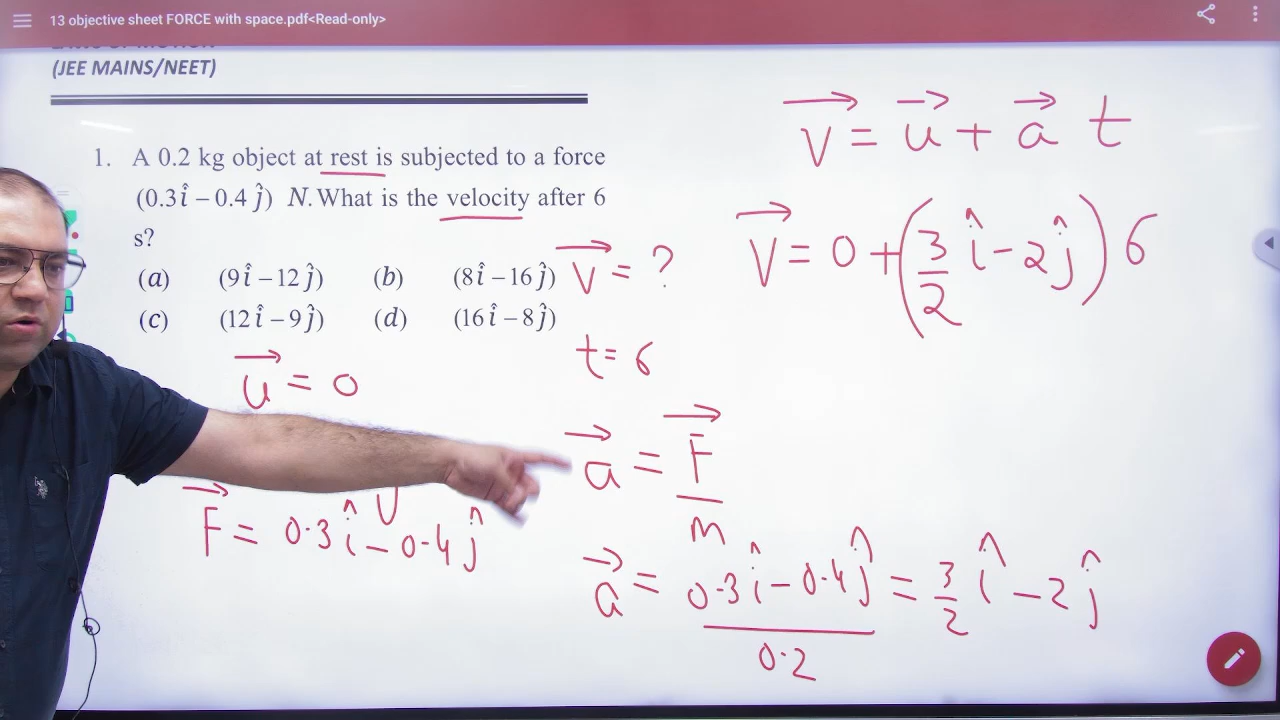 13 objective sheet FORCE with space.pdf<Read-only>
(JEE MAINS/NEET)
1. A 0.2 kg object at rest is subjected to a force
(0.3î – 0.4ĵ) N. What is the velocity after 6
s?
(a) (9î – 12ĵ) (b) (8î – 16ĵ)
(c) (12î – 9ĵ) (d) (16î – 8ĵ)
u⃗ = 0
F⃗ = 0.3î – 0.4ĵ
v⃗ = ?
t = 6
a⃗ = F⃗/m
a⃗ = (0.3î – 0.4ĵ)/0.2 = 3/2 î – 2ĵ
v⃗ = u⃗ + a⃗ t
v⃗ = 0 + (3/2 î – 2ĵ) 6